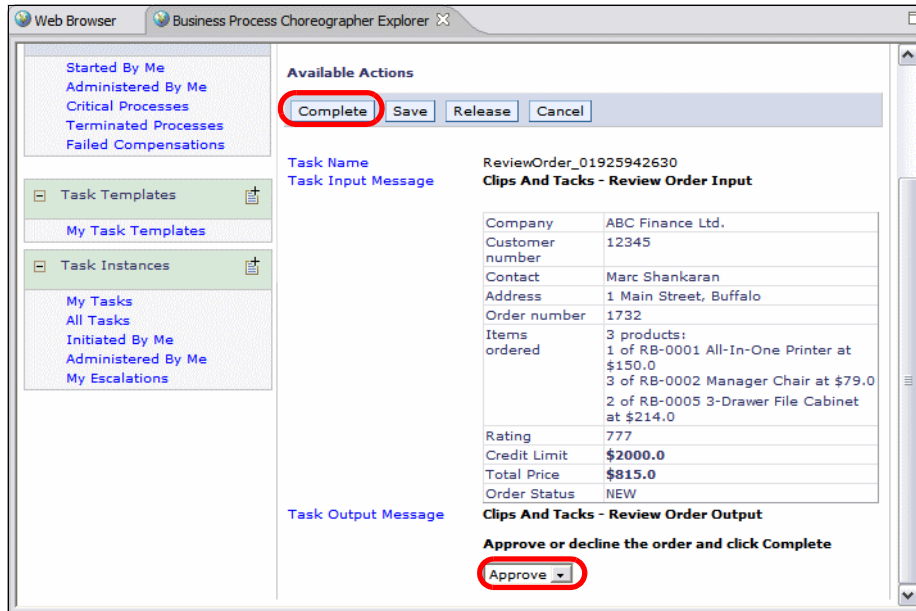 Web Browser
Business Process Choreographer Explorer
Started By Me
Administered By Me
Critical Processes
Terminated Processes
Failed Compensations
Task Templates
My Task Templates
Task Instances
My Tasks
All Tasks
Initiated By Me
Administered By Me
My Escalations
Available Actions
Complete Save Release Cancel
Task Name ReviewOrder_01925942630
Task Input Message Clips And Tacks - Review Order Input
Company ABC Finance Ltd.
Customer number 12345
Contact Marc Shankaran
Address 1 Main Street, Buffalo
Order number 1732
Items ordered 3 products:
1 of RB-0001 All-In-One Printer at
$150.0
3 of RB-0002 Manager Chair at $79.0
2 of RB-0005 3-Drawer File Cabinet
at $214.0
Rating 777
Credit Limit $2000.0
Total Price $815.0
Order Status NEW
Task Output Message Clips And Tacks - Review Order Output
Approve or decline the order and click Complete
Approve